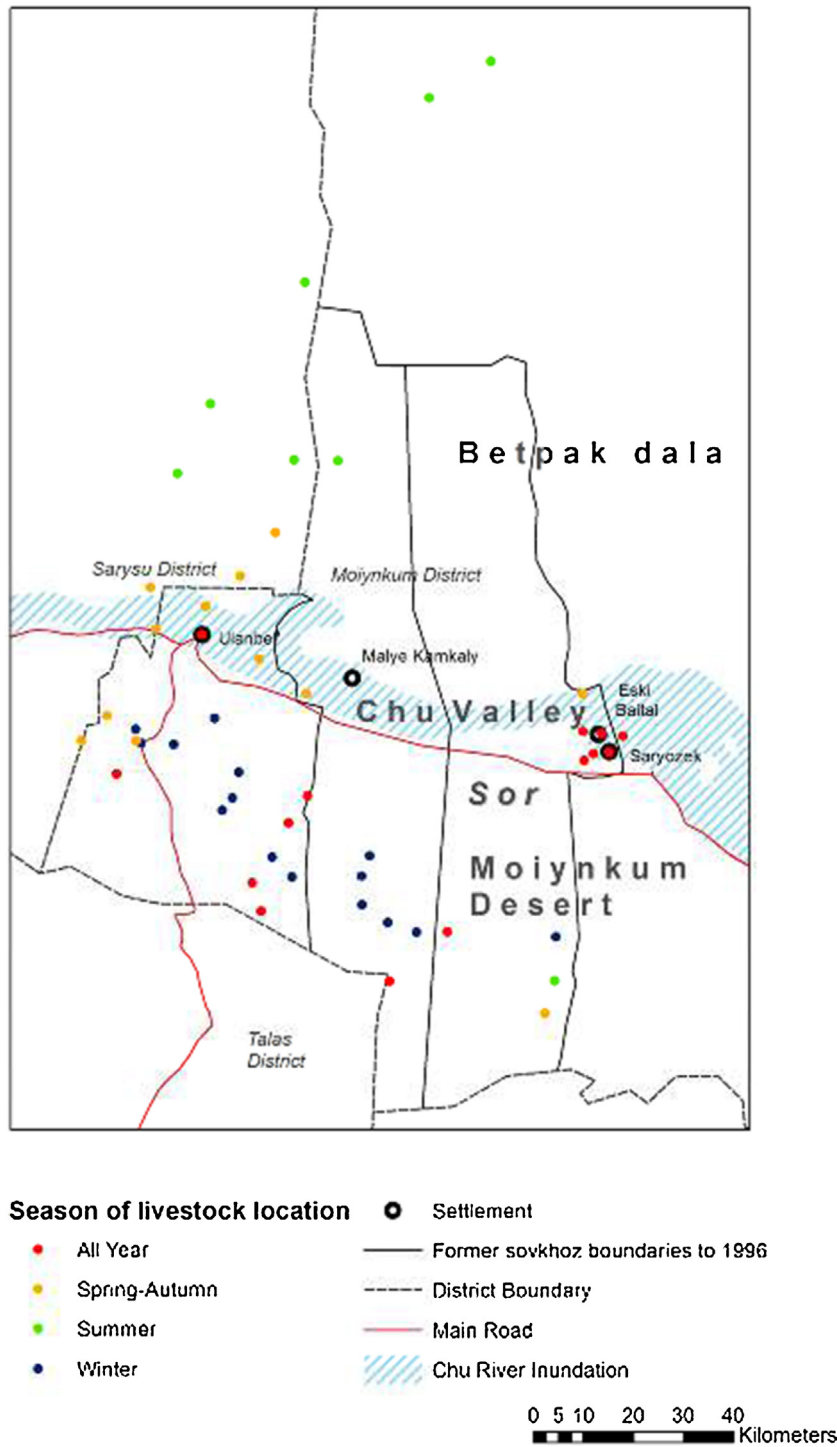 Betpak dala
Sarysu District
Moiynkum District
Ulanbel
Malye Kamkaly
Eski
Baital
Chu Valley
Saryozek
Sor
Moiynkum
Desert
Talas
District
Season of livestock location
Settlement
All Year
Former sovkhoz boundaries to 1996
Spring-Autumn
District Boundary
Summer
Main Road
Winter
Chu River Inundation
0 5 10 20 30 40
Kilometers